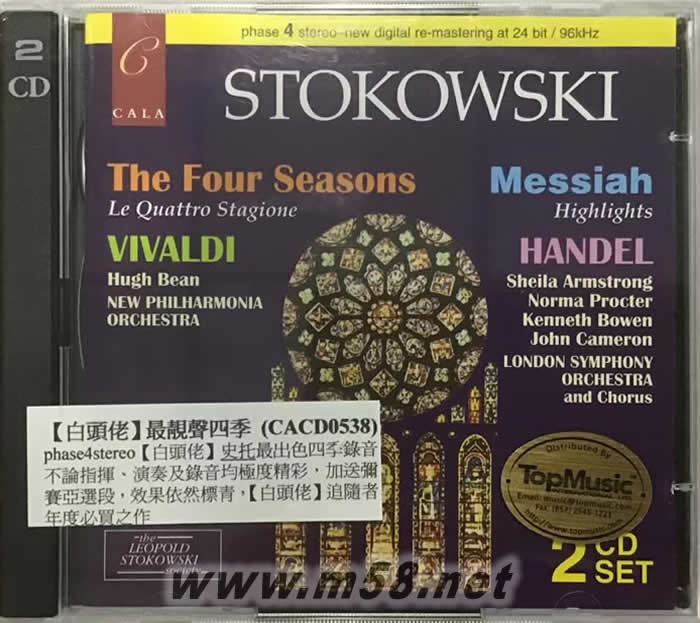 2
CD
phase 4 stereo-new digital re-mastering at 24 bit / 96kHz
C
CALA
STOKOWSKI
The Four Seasons
Le Quattro Stagione
VIVALDI
Hugh Bean
NEW PHILHARMONIA
ORCHESTRA
Messiah
Highlights
HANDEL
Sheila Armstrong
Norma Procter
Kenneth Bowen
John Cameron
LONDON SYMPHONY
ORCHESTRA
and Chorus
【白頭佬】最靚聲四季 (CACD0538)
phase4stereo【白頭佬】史托最出色四季錄音
不論指揮、演奏及錄音均極度精彩，加送彌
賽亞選段，效果依然標青，【白頭佬】追隨者
年度必買之作
Distributed By
TopMusic
Fax: (852) 2545-1221
the
LEOPOLD
STOKOWSKI
society
2 CD
SET
www.m58.net